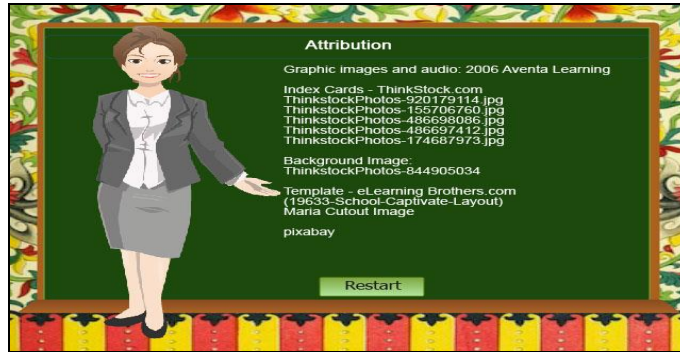 Attribution
Graphic images and audio: 2006 Aventa Learning
Index Cards - ThinkStock.com
ThinkstockPhotos-920179114.jpg
ThinkstockPhotos-155706760.jpg
ThinkstockPhotos-486698086.jpg
ThinkstockPhotos-486697412.jpg
ThinkstockPhotos-174687973.jpg
Background Image:
ThinkstockPhotos-844905034
Template - eLearning Brothers.com
(19633-School-Captivate-Layout)
Maria Cutout Image
pixabay
Restart